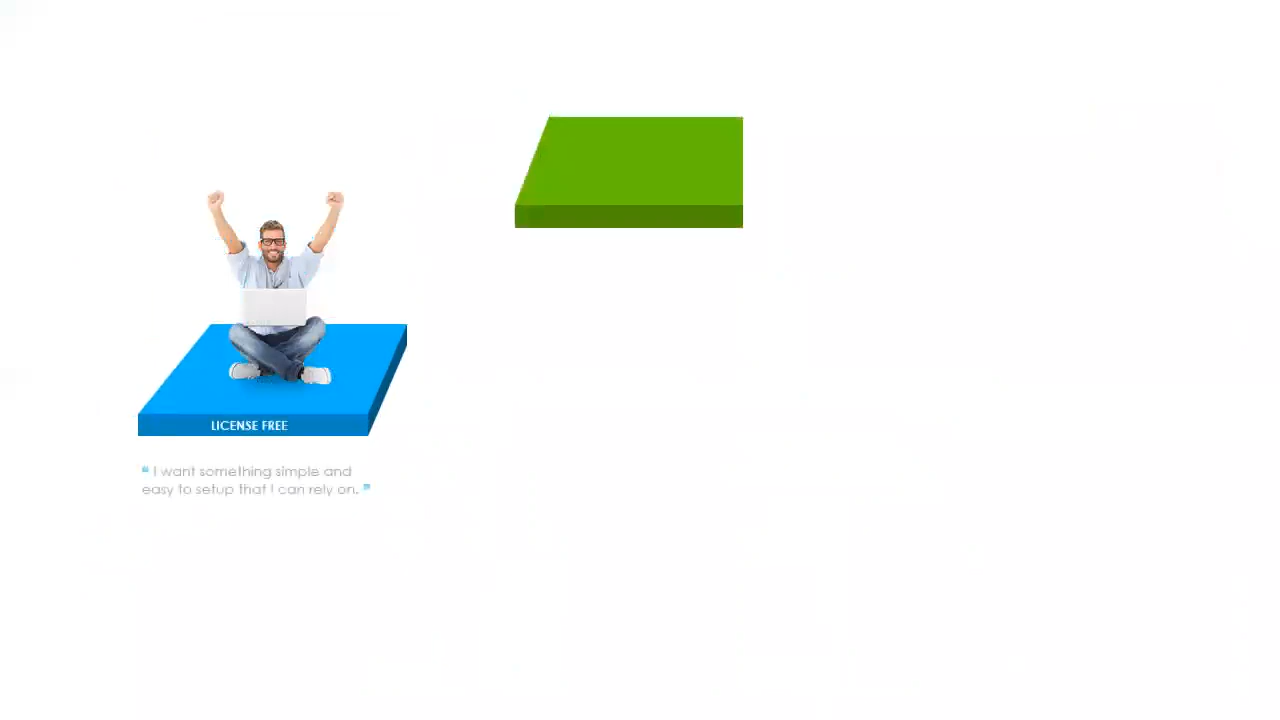 LICENSE FREE
" I want something simple and
easy to setup that I can rely on. "